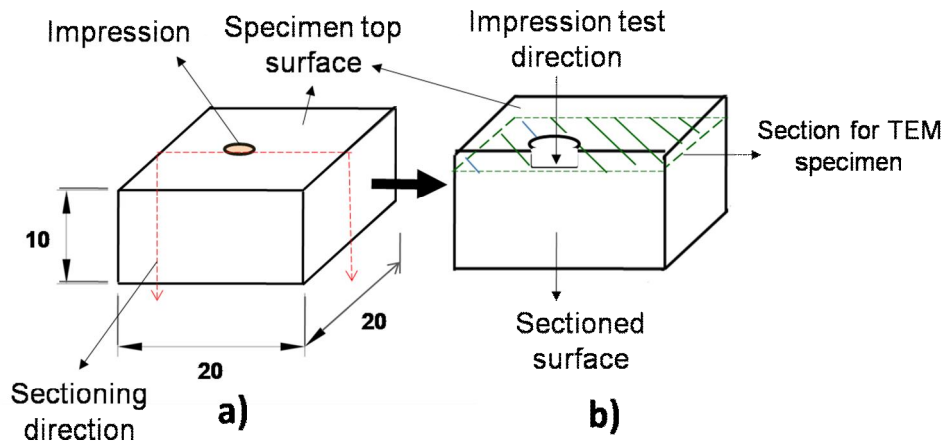 Impression
Specimen top
surface
Impression test
direction
Section for TEM
specimen
10
20
20
Sectioning
direction
a)
Sectioned
surface
b)